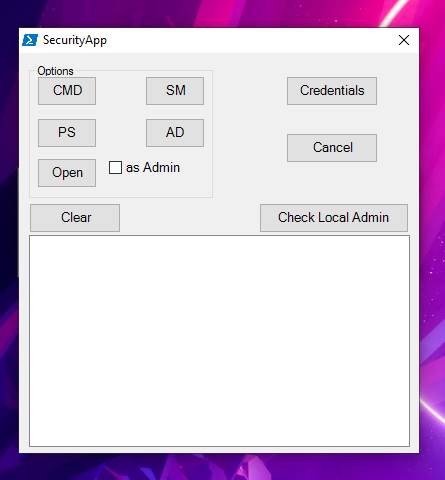 SecurityApp
Options
CMD
SM
Credentials
PS
AD
Cancel
Open
as Admin
Clear
Check Local Admin